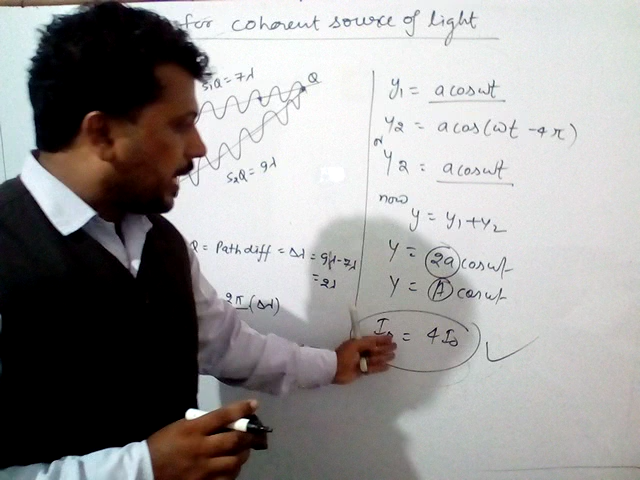 for coherent source of light
S₁Q = 7λ
Q
S₂Q = 9λ
Q = Path diff = Δλ = 9λ-7λ
= 2λ
2π (Δλ)
y₁ = a cos ωt
y₂ = a cos (ωt - 4π)
or
y₂ = a cos ωt
now
y = y₁ + y₂
y = 2a cos ωt
y = A cos ωt
= 4I₀